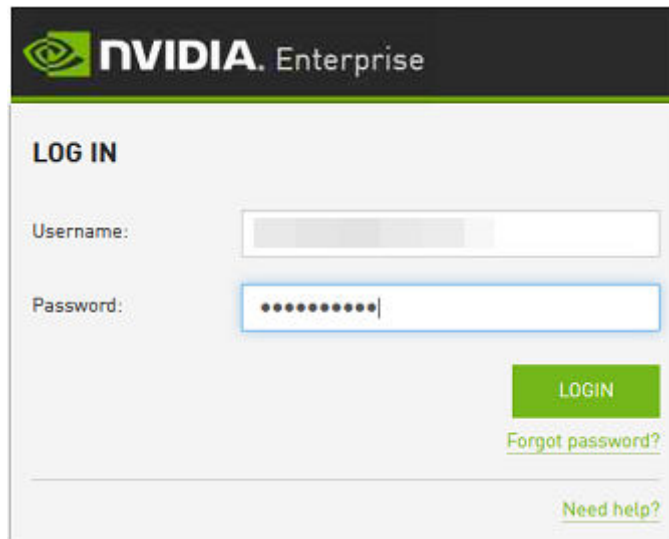 NVIDIA. Enterprise
LOG IN
Username:
Password: ••••••••••
LOGIN
Forgot password?
Need help?